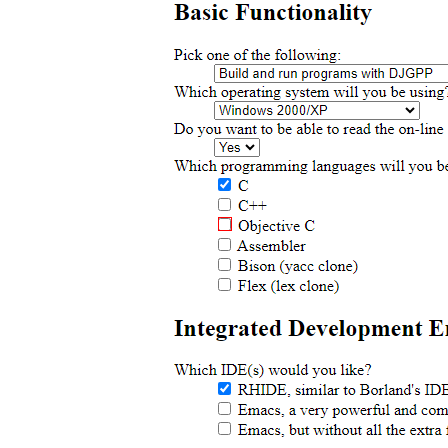 Basic Functionality
Pick one of the following:
Build and run programs with DJGPP
Which operating system will you be using?
Windows 2000/XP
Do you want to be able to read the on-line
Yes
Which programming languages will you be
C
C++
Objective C
Assembler
Bison (yacc clone)
Flex (lex clone)
Integrated Development
Which IDE(s) would you like?
RHIDE, similar to Borland's IDE
Emacs, a very powerful and
Emacs, but without all the extra